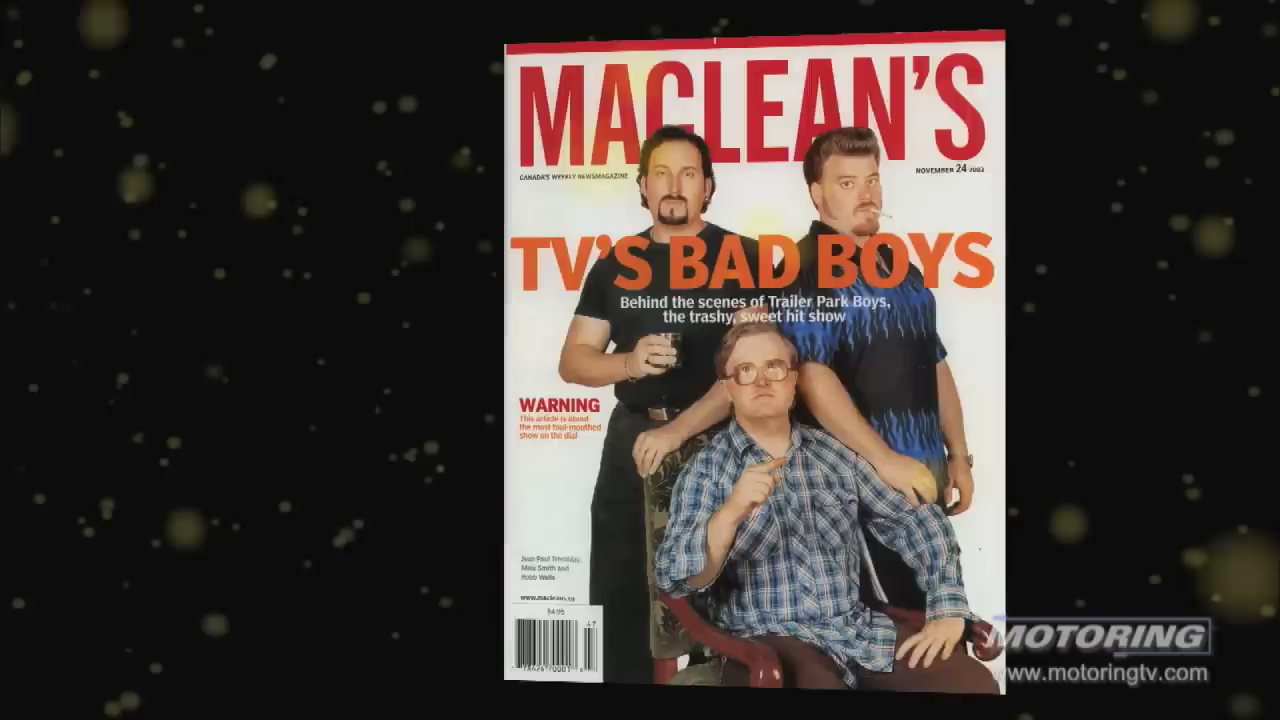 MACLEAN'S
CANADA'S WEEKLY NEWSMAGAZINE
NOVEMBER 24 2003
TV'S BAD BOYS
Behind the scenes of Trailer Park Boys,
the trashy, sweet hit show
WARNING
This article is about
the most foul-mouthed
show on the dial
Jean Paul Tremblay,
Mike Smith and
Robb Wells
www.macleans.ca
$4.95
47
MOTORING
www.motoringtv.com